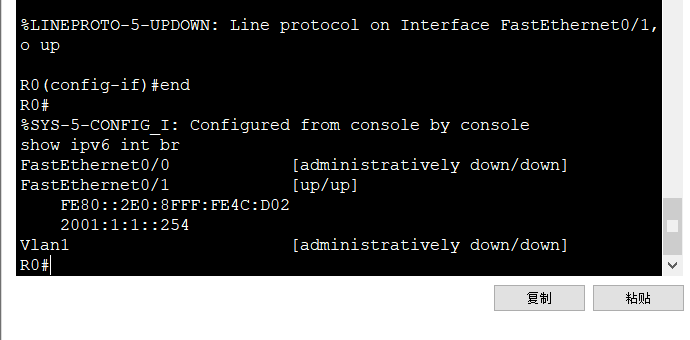 %LINEPROTO-5-UPDOWN: Line protocol on Interface FastEthernet0/1,
o up
R0(config-if)#end
R0#
%SYS-5-CONFIG_I: Configured from console by console
show ipv6 int br
FastEthernet0/0 [administratively down/down]
FastEthernet0/1 [up/up]
FE80::2E0:8FFF:FE4C:D02
2001:1:1::254
Vlan1 [administratively down/down]
R0#
复制 粘贴